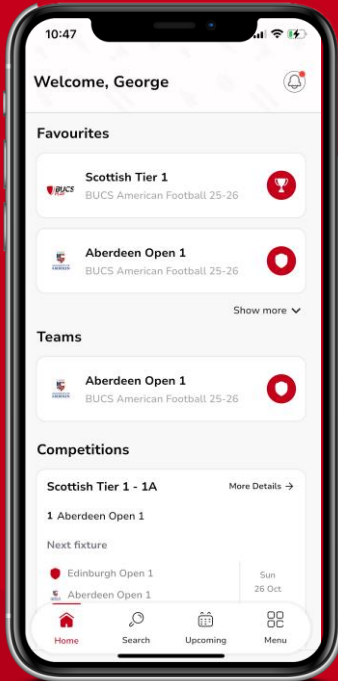 10:47
Welcome, George
Favourites
BUCS
PLAY
Scottish Tier 1
BUCS American Football 25-26
Aberdeen Open 1
BUCS American Football 25-26
Show more
Teams
Aberdeen Open 1
BUCS American Football 25-26
Competitions
Scottish Tier 1 - 1A
More Details →
1 Aberdeen Open 1
Next fixture
Edinburgh Open 1
Sun
26 Oct
Aberdeen Open 1
Home
Search
Upcoming
Menu